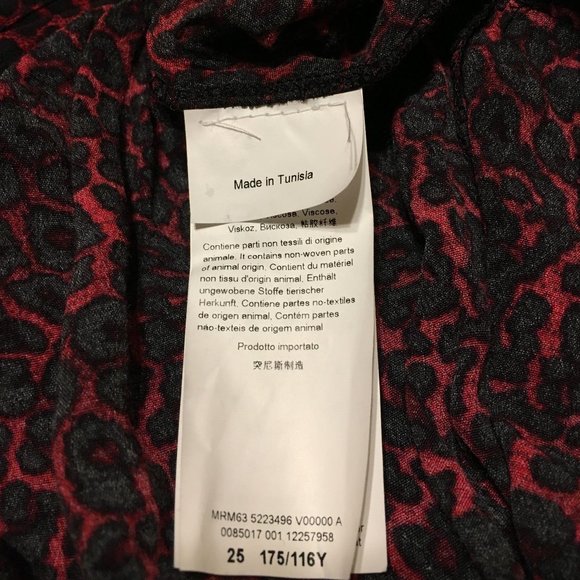 Made in Tunisia
Viscose,
Viskoz, Вискоза, 粘胶纤维
Contiene parti non tessili di origine
animale. It contains non-woven parts
of animal origin. Contient du matériel
non tissu d'origin animal, Enthält
ungewobene Stoffe tierischer
Herkunft. Contiene partes no-textiles
de origen animal, Contém partes
não-texteis de origem animal
Prodotto importato
突尼斯制造
MRM63 5223496 V00000 A
0085017 001 12257958
25 175/116Y